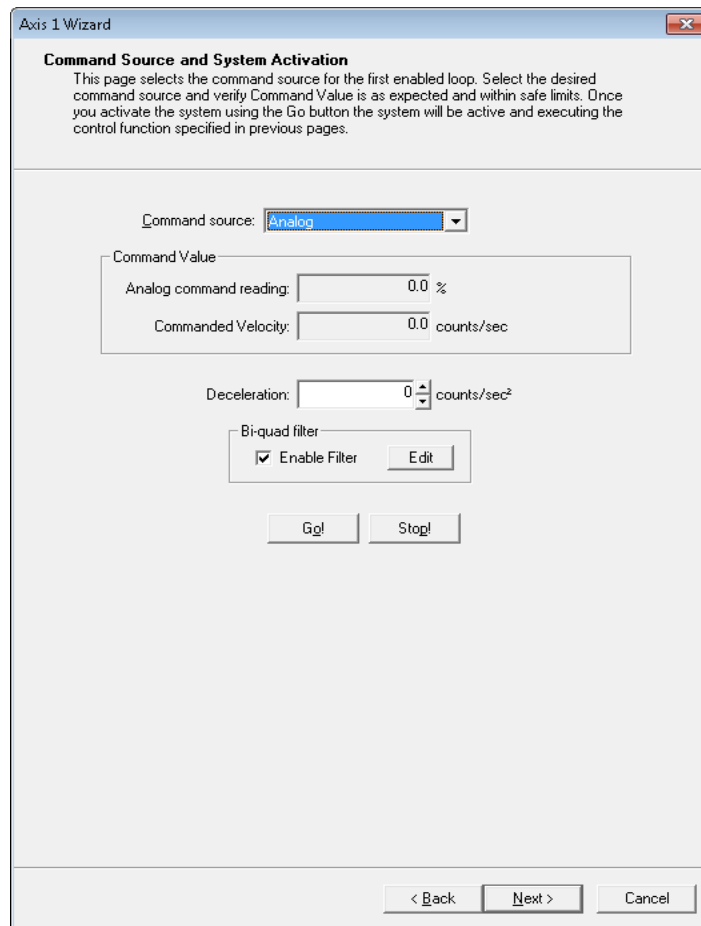 Axis 1 Wizard
Command Source and System Activation
This page selects the command source for the first enabled loop. Select the desired
command source and verify Command Value is as expected and within safe limits. Once
you activate the system using the Go button the system will be active and executing the
control function specified in previous pages.
Command source: Analog
Command Value
Analog command reading: 0.0 %
Commanded Velocity: 0.0 counts/sec
Deceleration: 0 counts/sec²
Bi-quad filter
Enable Filter Edit
Go! Stop!
< Back Next > Cancel